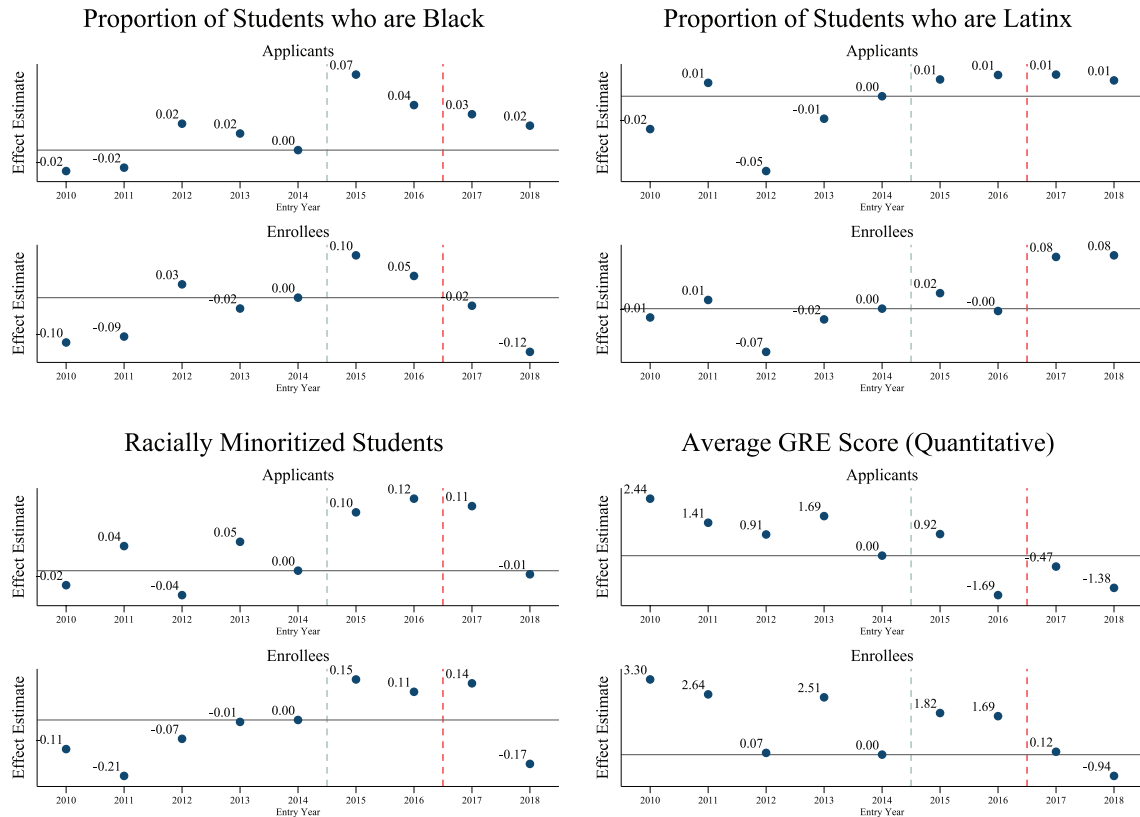 Proportion of Students who are Black
Applicants
Effect Estimate
-0.02
-0.02
0.02
0.02
0.00
0.07
0.04
0.03
0.02
2010 2011 2012 2013 2014 2015 2016 2017 2018
Entry Year
Enrollees
Effect Estimate
-0.10
-0.09
0.03
-0.02
0.00
0.10
0.05
-0.02
-0.12
2010 2011 2012 2013 2014 2015 2016 2017 2018
Entry Year
Proportion of Students who are Latinx
Applicants
Effect Estimate
-0.02
0.01
-0.05
-0.01
0.00
0.01
0.01
0.01
0.01
2010 2011 2012 2013 2014 2015 2016 2017 2018
Entry Year
Enrollees
Effect Estimate
-0.01
0.01
-0.07
-0.02
0.00
0.02
-0.00
0.08
0.08
2010 2011 2012 2013 2014 2015 2016 2017 2018
Entry Year
Racially Minoritized Students
Applicants
Effect Estimate
-0.02
0.04
-0.04
0.05
0.00
0.10
0.12
0.11
-0.01
2010 2011 2012 2013 2014 2015 2016 2017 2018
Entry Year
Enrollees
Effect Estimate
-0.11
-0.21
-0.07
-0.01
0.00
0.15
0.11
0.14
-0.17
2010 2011 2012 2013 2014 2015 2016 2017 2018
Entry Year
Average GRE Score (Quantitative)
Applicants
Effect Estimate
2.44
1.41
0.91
1.69
0.00
0.92
-1.69
-0.47
-1.38
2010 2011 2012 2013 2014 2015 2016 2017 2018
Entry Year
Enrollees
Effect Estimate
3.30
2.64
0.07
2.51
0.00
1.82
1.69
0.12
-0.94
2010 2011 2012 2013 2014 2015 2016 2017 2018
Entry Year